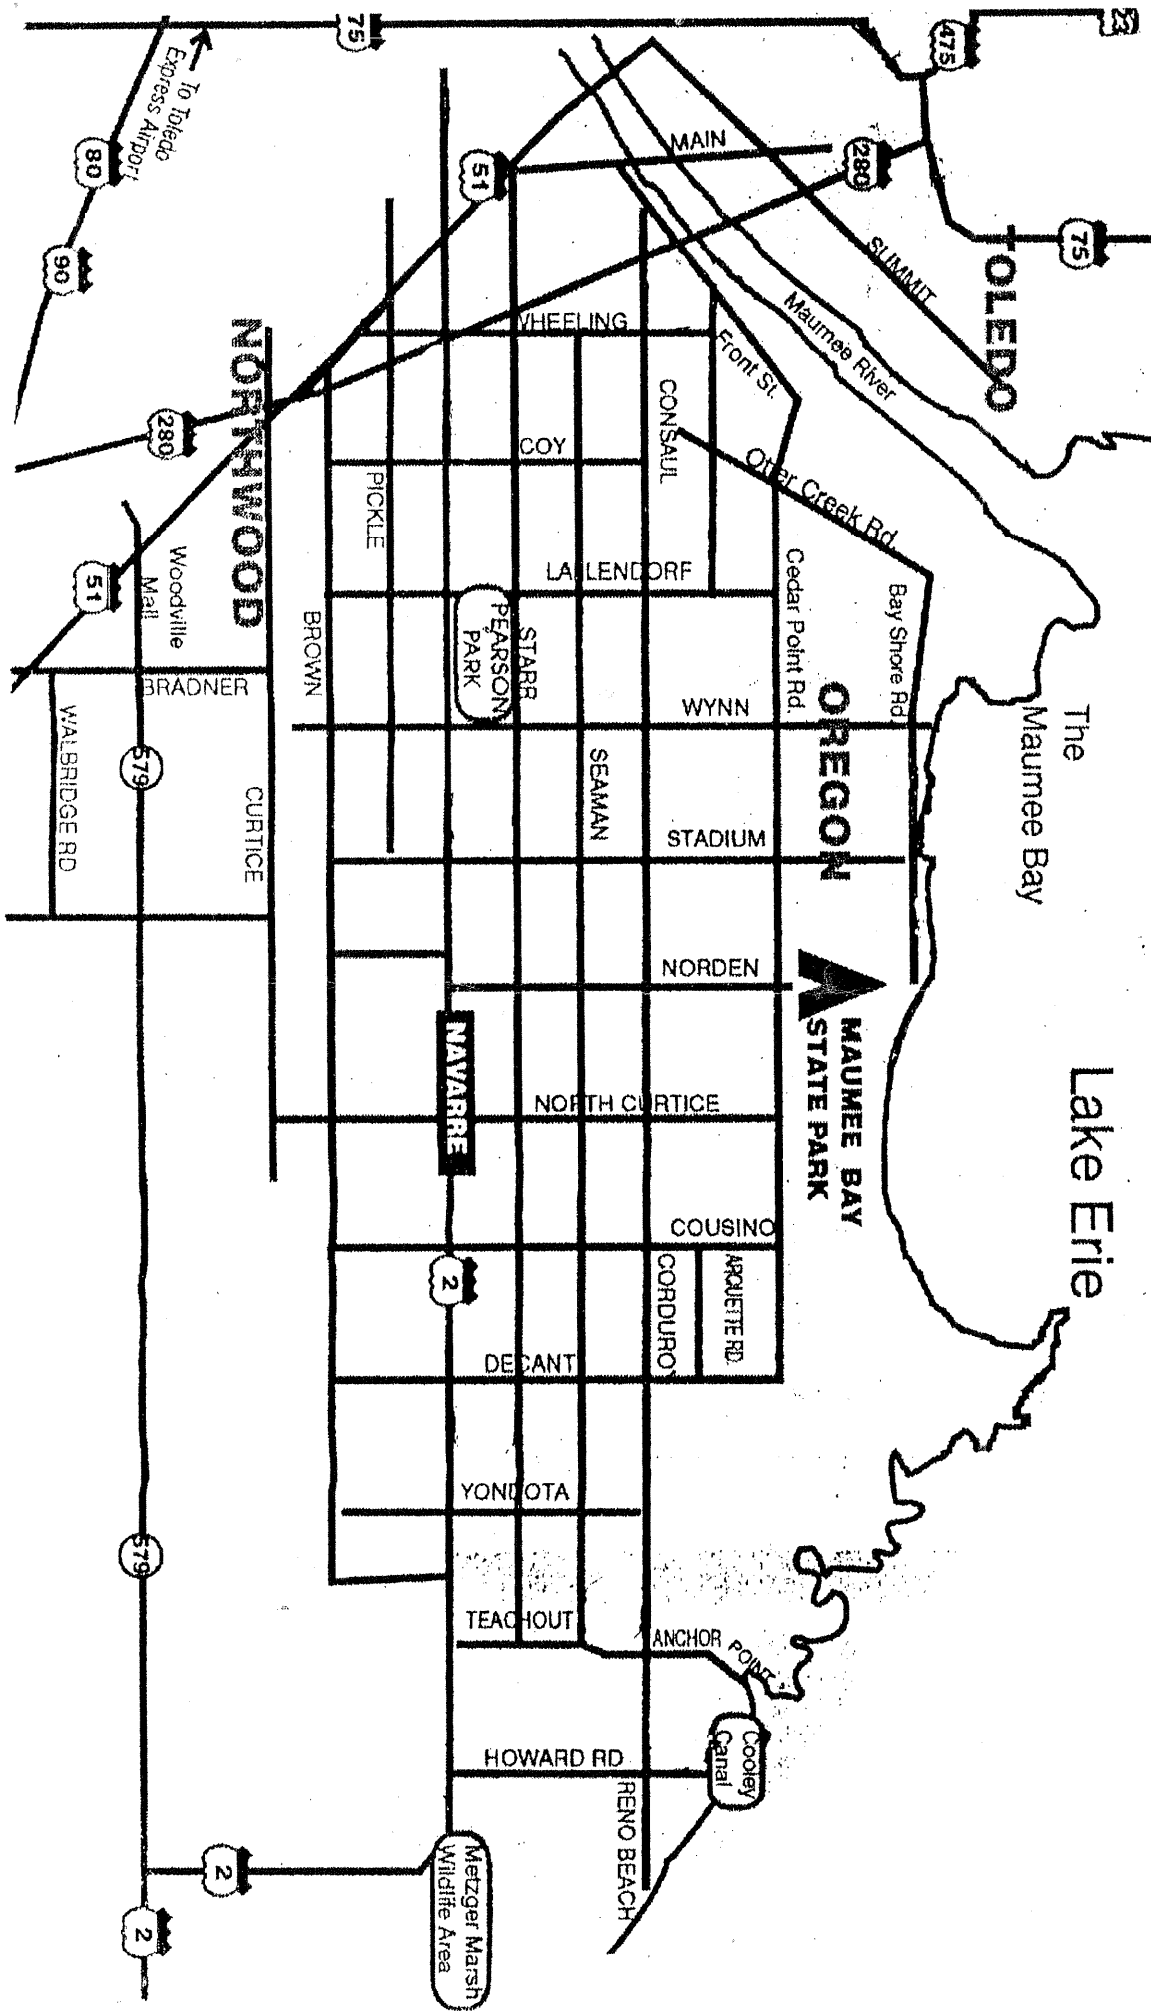 75
475
To Toledo
Express Airport
80
90
51
MAIN
280
75
TOLEDO
SUMMIT
Maumee River
Front St.
WHEELING
NORTHWOOD
280
COY
CONSAUL
PICKLE
Otter Creek Rd.
LALLENDORF
51
Woodville
Mall
BROWN
PEARSON
PARK
STARR
Cedar Point Rd.
Bay Shore Rd
The
Maumee Bay
BRADNER
WYNN
OREGON
WALBRIDGE RD
579
CURTICE
SEAMAN
STADIUM
NORDEN
MAUMEE BAY
STATE PARK
Lake Erie
NAVARRE
NORTH CURTICE
COUSINO
2
CORDUROY
ARQUETTE RD.
DECANT
YONDOTA
579
TEACHOUT
ANCHOR POINT
HOWARD RD
Cooley
Canal
RENO BEACH
Metzger Marsh
Wildlife Area
2
2